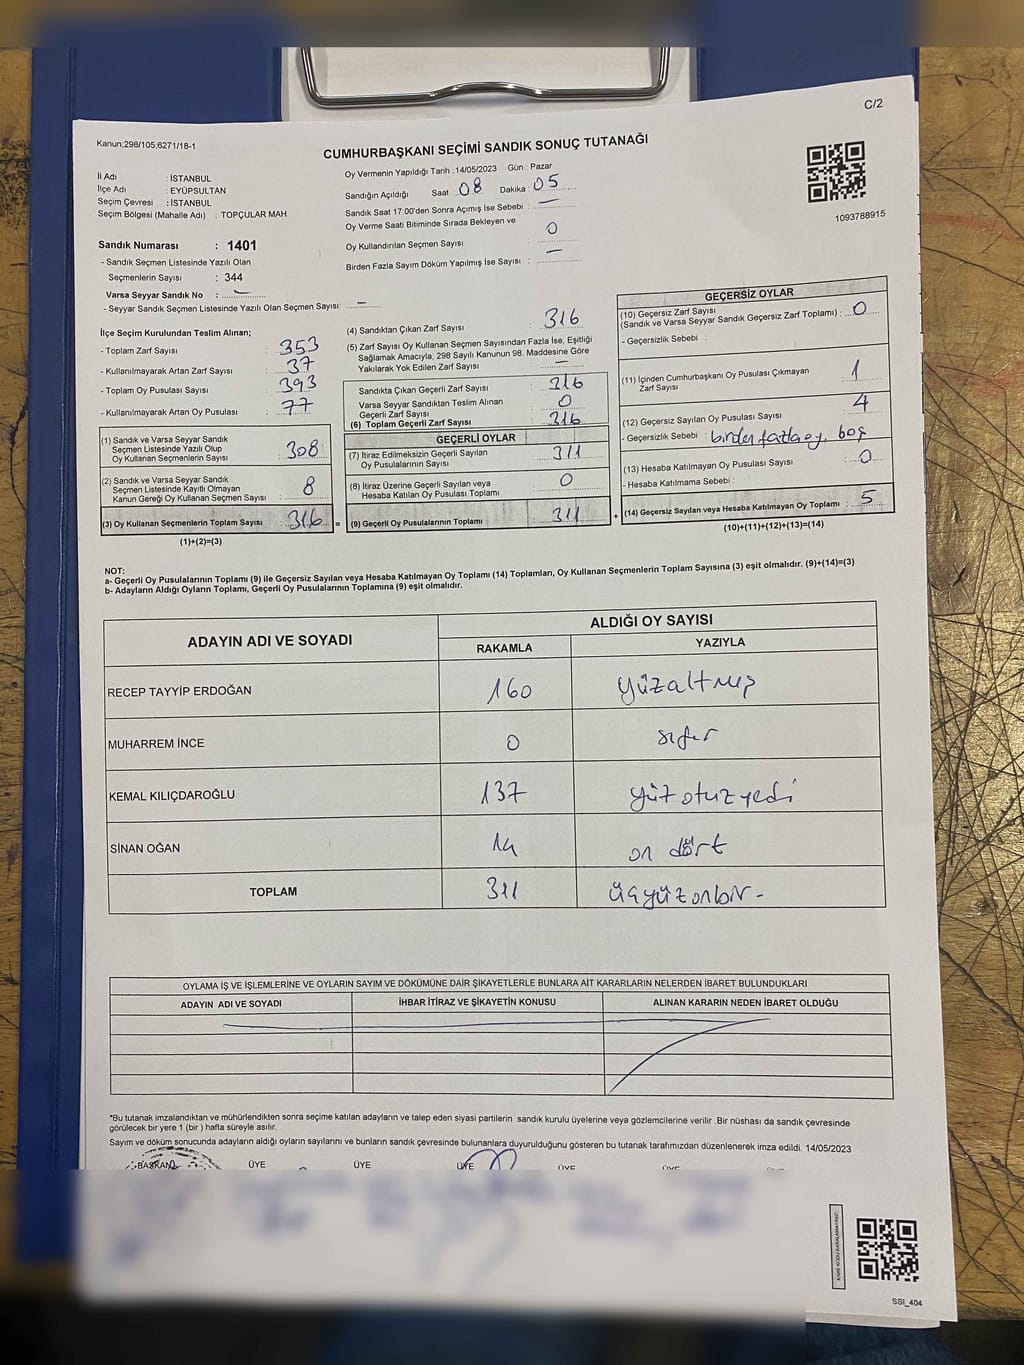 C/2
Kanun;298/105,6271/18-1
CUMHURBAŞKANI SEÇİMİ SANDIK SONUÇ TUTANAĞI
İl Adı : İSTANBUL
İlçe Adı : EYÜPSULTAN
Seçim Çevresi : İSTANBUL
Seçim Bölgesi (Mahalle Adı) : TOPÇULAR MAH.
Oy Vermenin Yapıldığı Tarih :14/05/2023 Gün : Pazar
Sandığın Açıldığı Saat : 08 Dakika : 05
Sandık Saat 17:00'den Sonra Açımış İse Sebebi : —
Oy Verme Saati Bitiminde Sırada Bekleyen ve
Oy Kullandırılan Seçmen Sayısı : 0
Birden Fazla Sayım Döküm Yapılmış İse Sayısı : —
1093788915
Sandık Numarası : 1401
- Sandık Seçmen Listesinde Yazılı Olan
Seçmenlerin Sayısı : 344
Varsa Seyyar Sandık No : —
- Seyyar Sandık Seçmen Listesinde Yazılı Olan Seçmen Sayısı: —
İlçe Seçim Kurulundan Teslim Alınan;
- Toplam Zarf Sayısı : 353
- Kullanılmayarak Artan Zarf Sayısı : 37
- Toplam Oy Pusulası Sayısı : 393
- Kullanılmayarak Artan Oy Pusulası : 77
(1) Sandık ve Varsa Seyyar Sandık
Seçmen Listesinde Yazılı Olup
Oy Kullanan Seçmenlerin Sayısı : 308
(2) Sandık ve Varsa Seyyar Sandık
Seçmen Listesinde Kayıtlı Olmayan
Kanun Gereği Oy Kullanan Seçmen Sayısı : 8
(3) Oy Kullanan Seçmenlerin Toplam Sayısı : 316 =
(1)+(2)=(3)
(4) Sandıktan Çıkan Zarf Sayısı : 316
(5) Zarf Sayısı Oy Kullanan Seçmen Sayısından Fazla İse, Eşitliği
Sağlamak Amacıyla; 298 Sayılı Kanunun 98. Maddesine Göre
Yakılarak Yok Edilen Zarf Sayısı : —
Sandıkta Çıkan Geçerli Zarf Sayısı : 316
Varsa Seyyar Sandıktan Teslim Alınan
Geçerli Zarf Sayısı : 0
(6) Toplam Geçerli Zarf Sayısı : 316
GEÇERLİ OYLAR
(7) İtiraz Edilmeksizin Geçerli Sayılan
Oy Pusulalarının Sayısı : 311
(8) İtiraz Üzerine Geçerli Sayılan veya
Hesaba Katılan Oy Pusulası Toplamı : 0
(9) Geçerli Oy Pusulalarının Toplamı : 311 +
GEÇERSİZ OYLAR
(10) Geçersiz Zarf Sayısı
(Sandık ve Varsa Seyyar Sandık Geçersiz Zarf Toplamı) : 0
- Geçersizlik Sebebi :
(11) İçinden Cumhurbaşkanı Oy Pusulası Çıkmayan
Zarf Sayısı : 1
(12) Geçersiz Sayılan Oy Pusulası Sayısı : 4
- Geçersizlik Sebebi : birden fazla oy, boş
(13) Hesaba Katılmayan Oy Pusulası Sayısı : 0
- Hesaba Katılmama Sebebi :
(14) Geçersiz Sayılan veya Hesaba Katılmayan Oy Toplamı : 5
(10)+(11)+(12)+(13)=(14)
NOT:
a- Geçerli Oy Pusulalarının Toplamı (9) ile Geçersiz Sayılan veya Hesaba Katılmayan Oy Toplamı (14) Toplamları, Oy Kullanan Seçmenlerin Toplam Sayısına (3) eşit olmalıdır. (9)+(14)=(3)
b- Adayların Aldığı Oyların Toplamı, Geçerli Oy Pusulalarının Toplamına (9) eşit olmalıdır.
ADAYIN ADI VE SOYADI
ALDIĞI OY SAYISI
RAKAMLA YAZIYLA
RECEP TAYYİP ERDOĞAN 160 yüzaltmış
MUHARREM İNCE 0 sıfır
KEMAL KILIÇDAROĞLU 137 yüzotuzyedi
SİNAN OĞAN 14 on dört
TOPLAM 311 üçyüzonbir -
OYLAMA İŞ VE İŞLEMLERİNE VE OYLARIN SAYIM VE DÖKÜMÜNE DAİR ŞİKAYETLERLE BUNLARA AİT KARARLARIN NELERDEN İBARET BULUNDUKLARI
ADAYIN ADI VE SOYADI İHBAR İTİRAZ VE ŞİKAYETİN KONUSU ALINAN KARARIN NEDEN İBARET OLDUĞU
*Bu tutanak imzalandıktan ve mühürlendikten sonra seçime katılan adayların ve talep eden siyasi partilerin sandık kurulu üyelerine veya gözlemcilerine verilir .Bir nüshası da sandık çevresinde
görülecek bir yere 1 (bir ) hafta süreyle asılır.
Sayım ve döküm sonucunda adayların aldığı oyların sayılarını ve bunların sandık çevresinde bulunanlara duyurulduğunu gösteren bu tutanak tarafımızdan düzenlenerek imza edildi. 14/05/2023
BAŞKAN ÜYE ÜYE ÜYE ÜYE ÜYE
KARE KODU KARALAMAYINIZ!
SSI_404